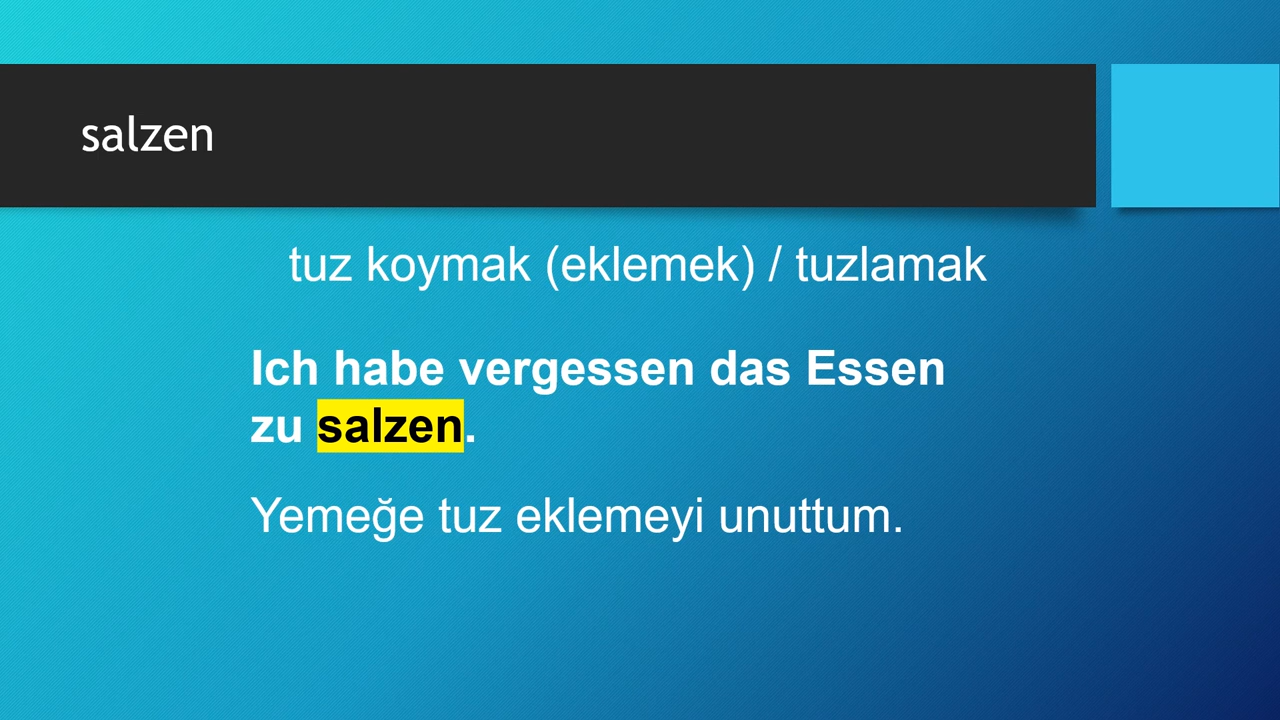 salzen
tuz koymak (eklemek) / tuzlamak
Ich habe vergessen das Essen
zu salzen.
Yemeğe tuz eklemeyi unuttum.